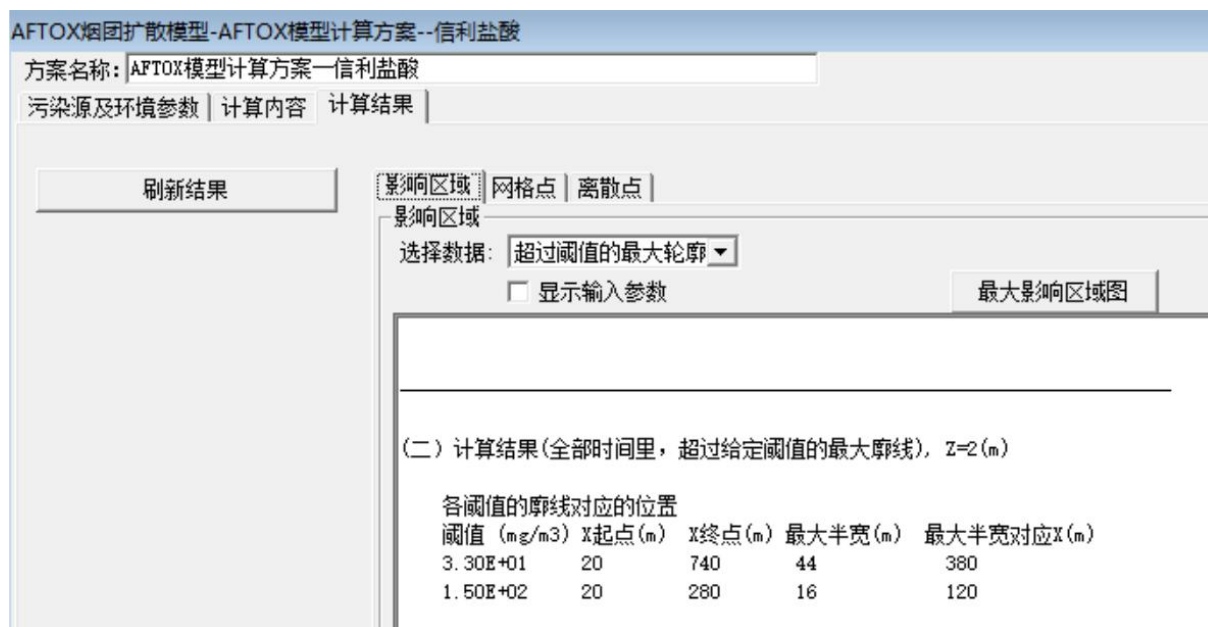 AFTOX烟团扩散模型-AFTOX模型计算方案--信利盐酸
方案名称: AFTOX模型计算方案—信利盐酸
污染源及环境参数 计算内容 计算结果
刷新结果
影响区域 网格点 离散点
影响区域
选择数据: 超过阈值的最大轮廓
显示输入参数 最大影响区域图
(二) 计算结果(全部时间里，超过给定阈值的最大廓线), Z=2(m)
各阈值的廓线对应的位置
阈值 (mg/m3) X起点(m) X终点(m) 最大半宽(m) 最大半宽对应X(m)
3.30E+01 20 740 44 380
1.50E+02 20 280 16 120